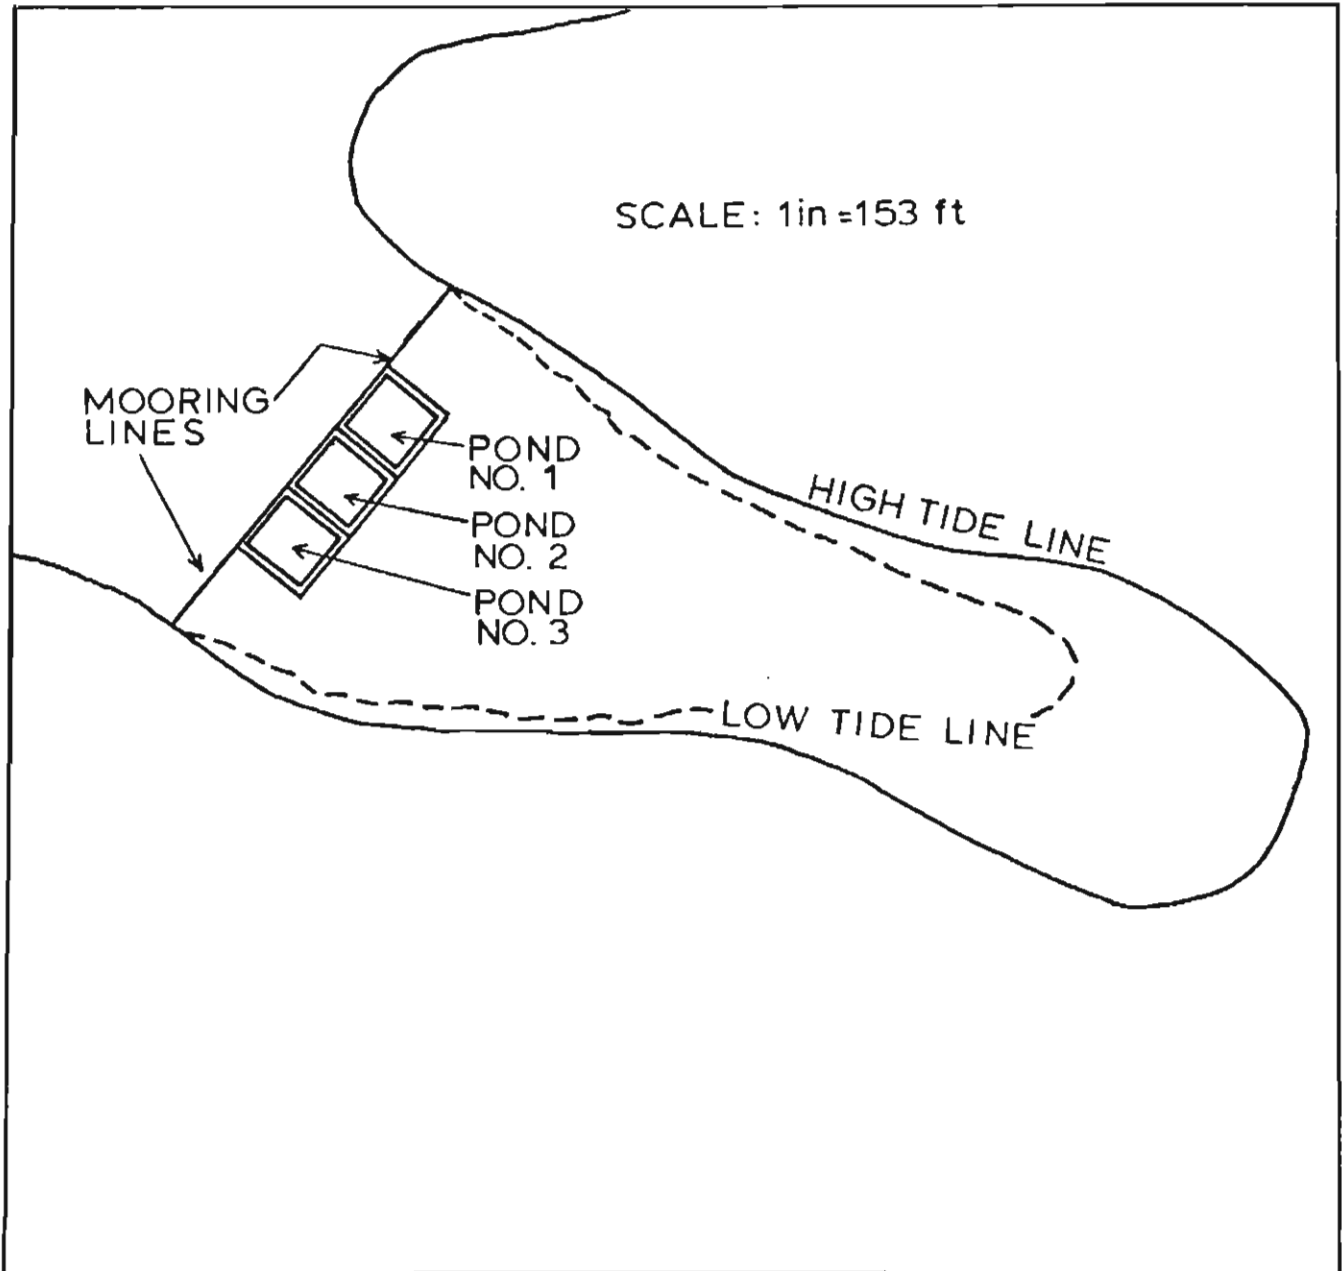 SCALE: 1in = 153 ft
MOORING
LINES
POND
NO. 1
POND
NO. 2
POND
NO. 3
HIGH TIDE LINE
LOW TIDE LINE